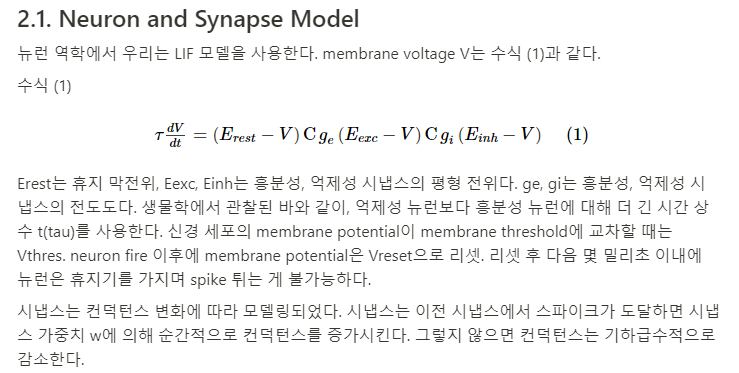 2.1. Neuron and Synapse Model
뉴런 역학에서 우리는 LIF 모델을 사용한다. membrane voltage V는 수식 (1)과 같다.
수식 (1)
τ dV/dt = (E_rest − V) C g_e (E_exc − V) C g_i (E_inh − V) (1)
Erest는 휴지 막전위, Eexc, Einh는 흥분성, 억제성 시냅스의 평형 전위다. ge, gi는 흥분성, 억제성 시
냅스의 전도도다. 생물학에서 관찰된 바와 같이, 억제성 뉴런보다 흥분성 뉴런에 대해 더 긴 시간 상
수 t(tau)를 사용한다. 신경 세포의 membrane potential이 membrane threshold에 교차할 때는
Vthres. neuron fire 이후에 membrane potential은 Vreset으로 리셋. 리셋 후 다음 몇 밀리초 이내에
뉴런은 휴지기를 가지며 spike 튀는 게 불가능하다.
시냅스는 컨덕턴스 변화에 따라 모델링되었다. 시냅스는 이전 시냅스에서 스파이크가 도달하면 시냅
스 가중치 w에 의해 순간적으로 컨덕턴스를 증가시킨다. 그렇지 않으면 컨덕턴스는 기하급수적으로
감소한다.